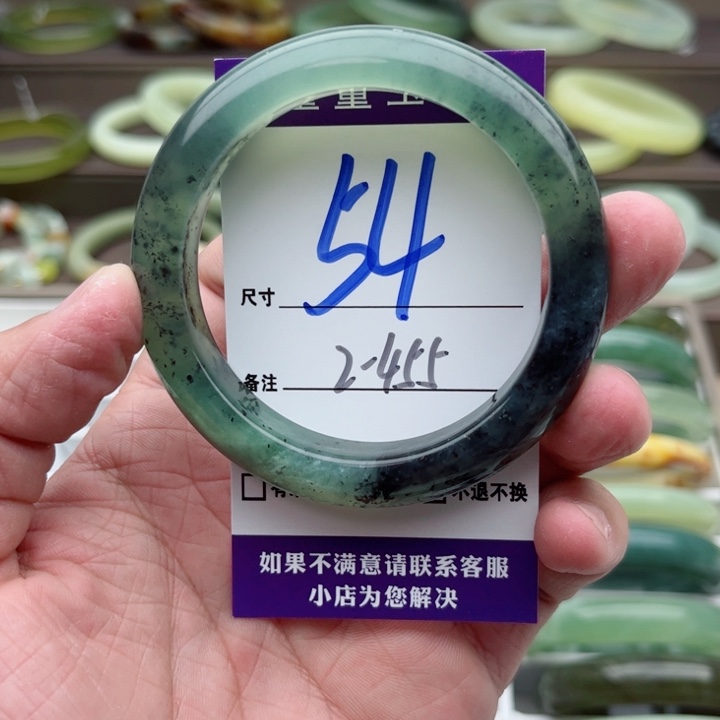 54
尺寸
2-455
备注
不退不换
如果不满意请联系客服
小店为您解决